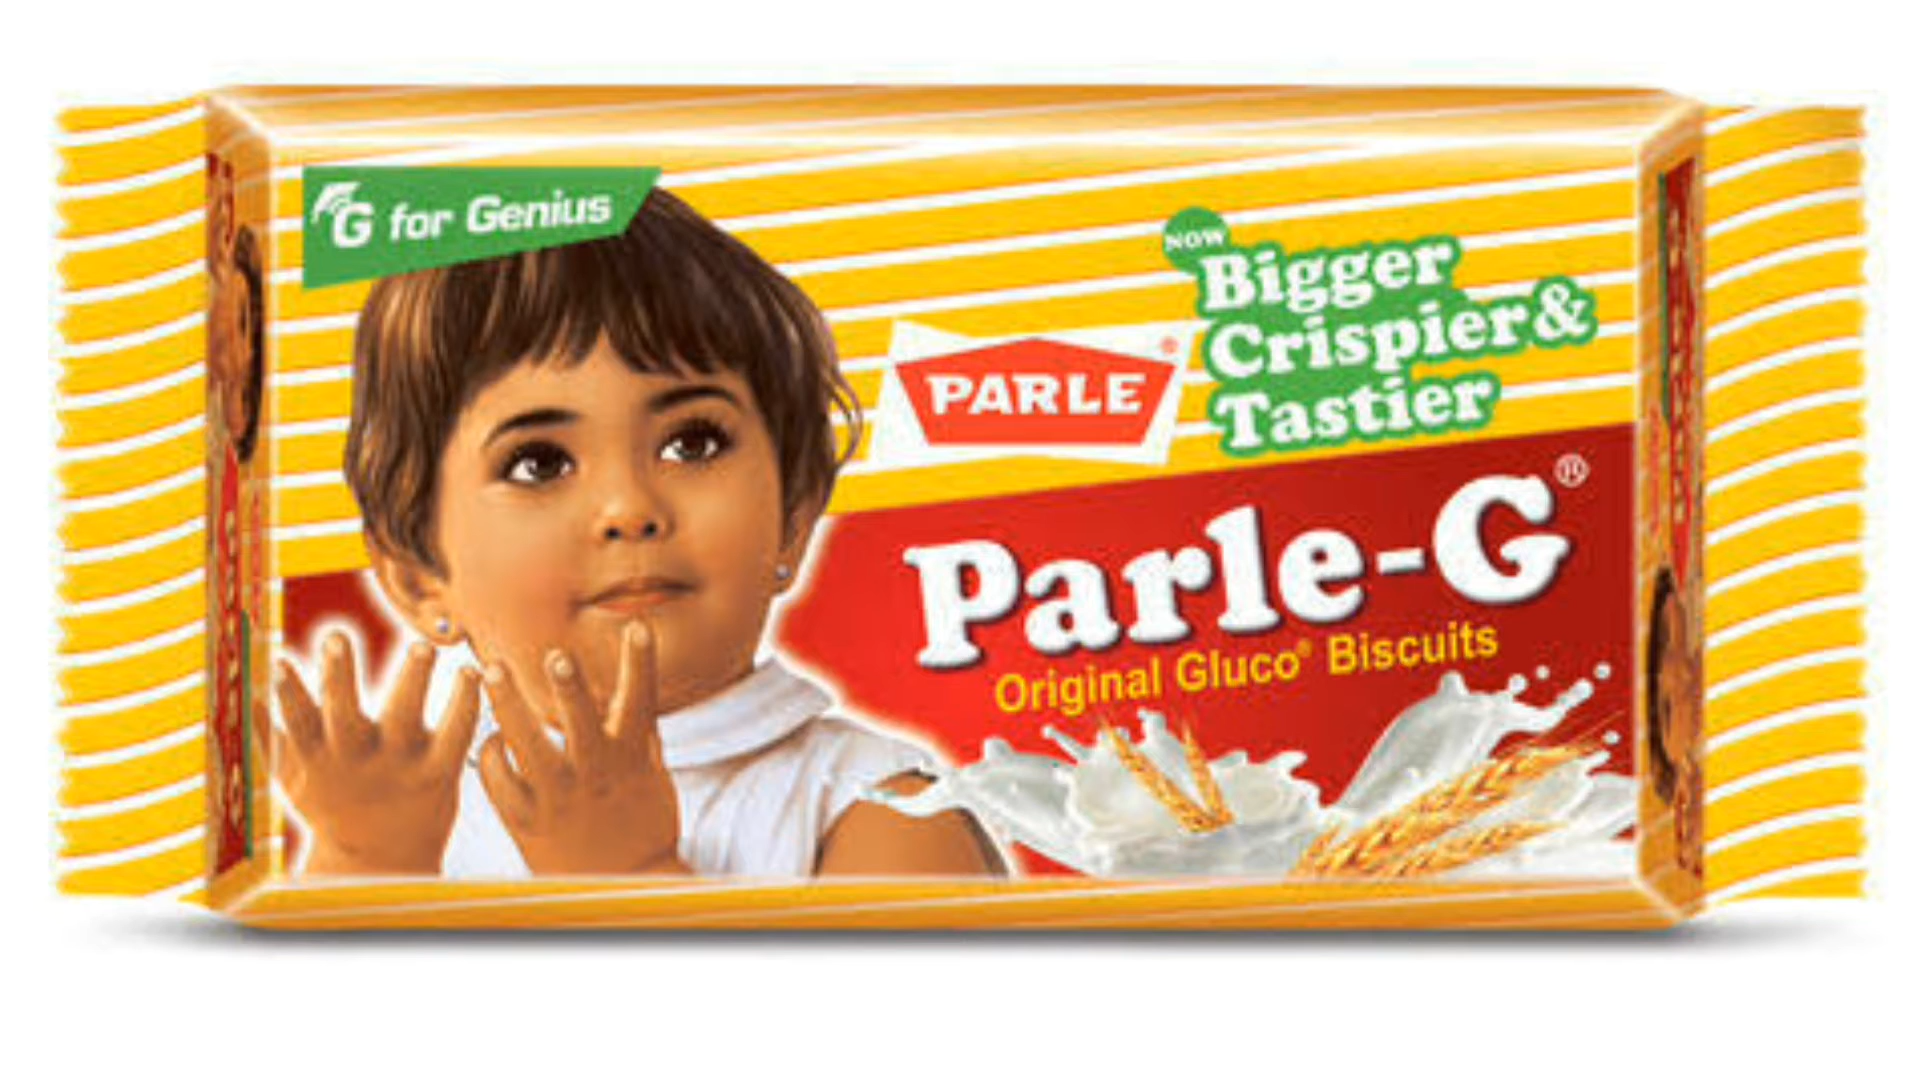 G for Genius
NOW
Bigger
Crispier &
Tastier
PARLE®
Parle-G®
Original Gluco® Biscuits